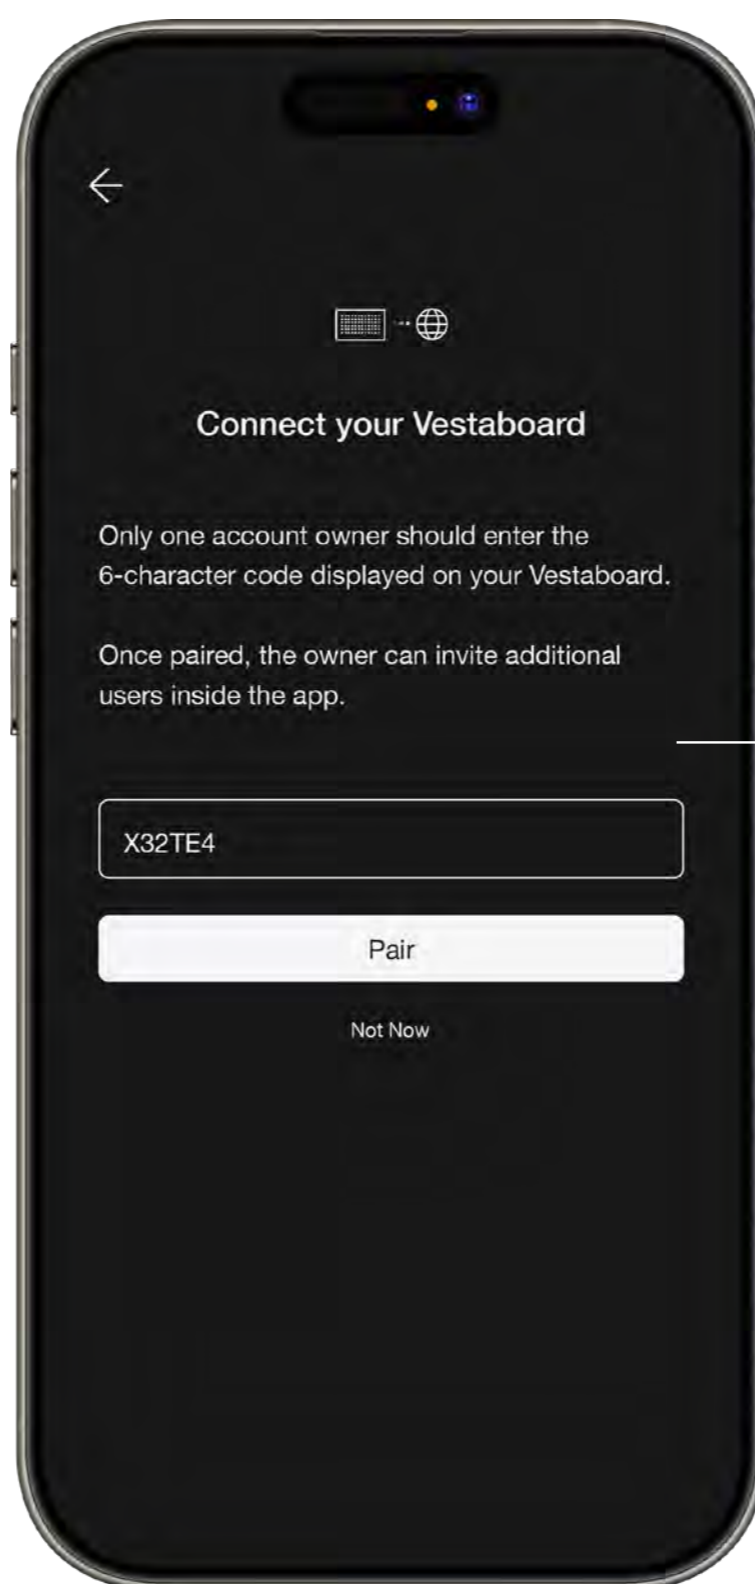 Connect your Vestaboard
Only one account owner should enter the
6-character code displayed on your Vestaboard.
Once paired, the owner can invite additional
users inside the app.
X32TE4
Pair
Not Now